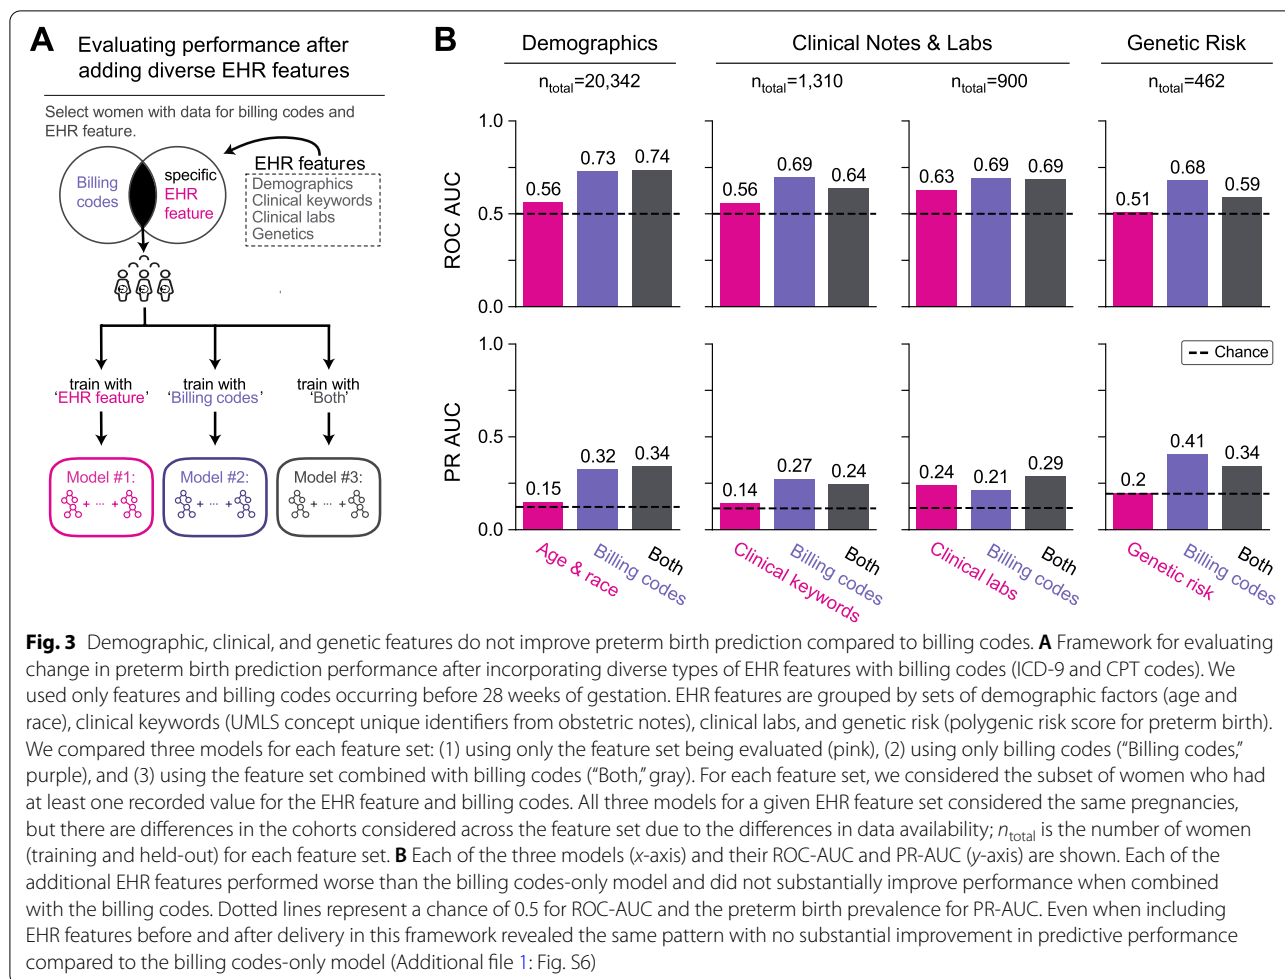 A
Evaluating performance after
adding diverse EHR features
Select women with data for billing codes and
EHR feature.
Billing
codes
specific
EHR
feature
EHR features
Demographics
Clinical keywords
Clinical labs
Genetics
train with
'EHR feature'
train with
'Billing codes'
train with
'Both'
Model #1:
+ ... +
Model #2:
+ ... +
Model #3:
+ ... +
B
Demographics
Clinical Notes & Labs
Genetic Risk
n_total=20,342
n_total=1,310
n_total=900
n_total=462
ROC AUC
1.0
0.5
0.0
0.56
0.73
0.74
0.56
0.69
0.64
0.63
0.69
0.69
0.51
0.68
0.59
PR AUC
1.0
0.5
0.0
0.15
0.32
0.34
0.14
0.27
0.24
0.24
0.21
0.29
0.2
0.41
0.34
-- Chance
Age & race
Billing codes
Both
Clinical keywords
Billing codes
Both
Clinical labs
Billing codes
Both
Genetic risk
Billing codes
Both
Fig. 3 Demographic, clinical, and genetic features do not improve preterm birth prediction compared to billing codes. A Framework for evaluating
change in preterm birth prediction performance after incorporating diverse types of EHR features with billing codes (ICD-9 and CPT codes). We
used only features and billing codes occurring before 28 weeks of gestation. EHR features are grouped by sets of demographic factors (age and
race), clinical keywords (UMLS concept unique identifiers from obstetric notes), clinical labs, and genetic risk (polygenic risk score for preterm birth).
We compared three models for each feature set: (1) using only the feature set being evaluated (pink), (2) using only billing codes ("Billing codes,"
purple), and (3) using the feature set combined with billing codes ("Both," gray). For each feature set, we considered the subset of women who had
at least one recorded value for the EHR feature and billing codes. All three models for a given EHR feature set considered the same pregnancies,
but there are differences in the cohorts considered across the feature set due to the differences in data availability; n_total is the number of women
(training and held-out) for each feature set. B Each of the three models (x-axis) and their ROC-AUC and PR-AUC (y-axis) are shown. Each of the
additional EHR features performed worse than the billing codes-only model and did not substantially improve performance when combined
with the billing codes. Dotted lines represent a chance of 0.5 for ROC-AUC and the preterm birth prevalence for PR-AUC. Even when including
EHR features before and after delivery in this framework revealed the same pattern with no substantial improvement in predictive performance
compared to the billing codes-only model (Additional file 1: Fig. S6)